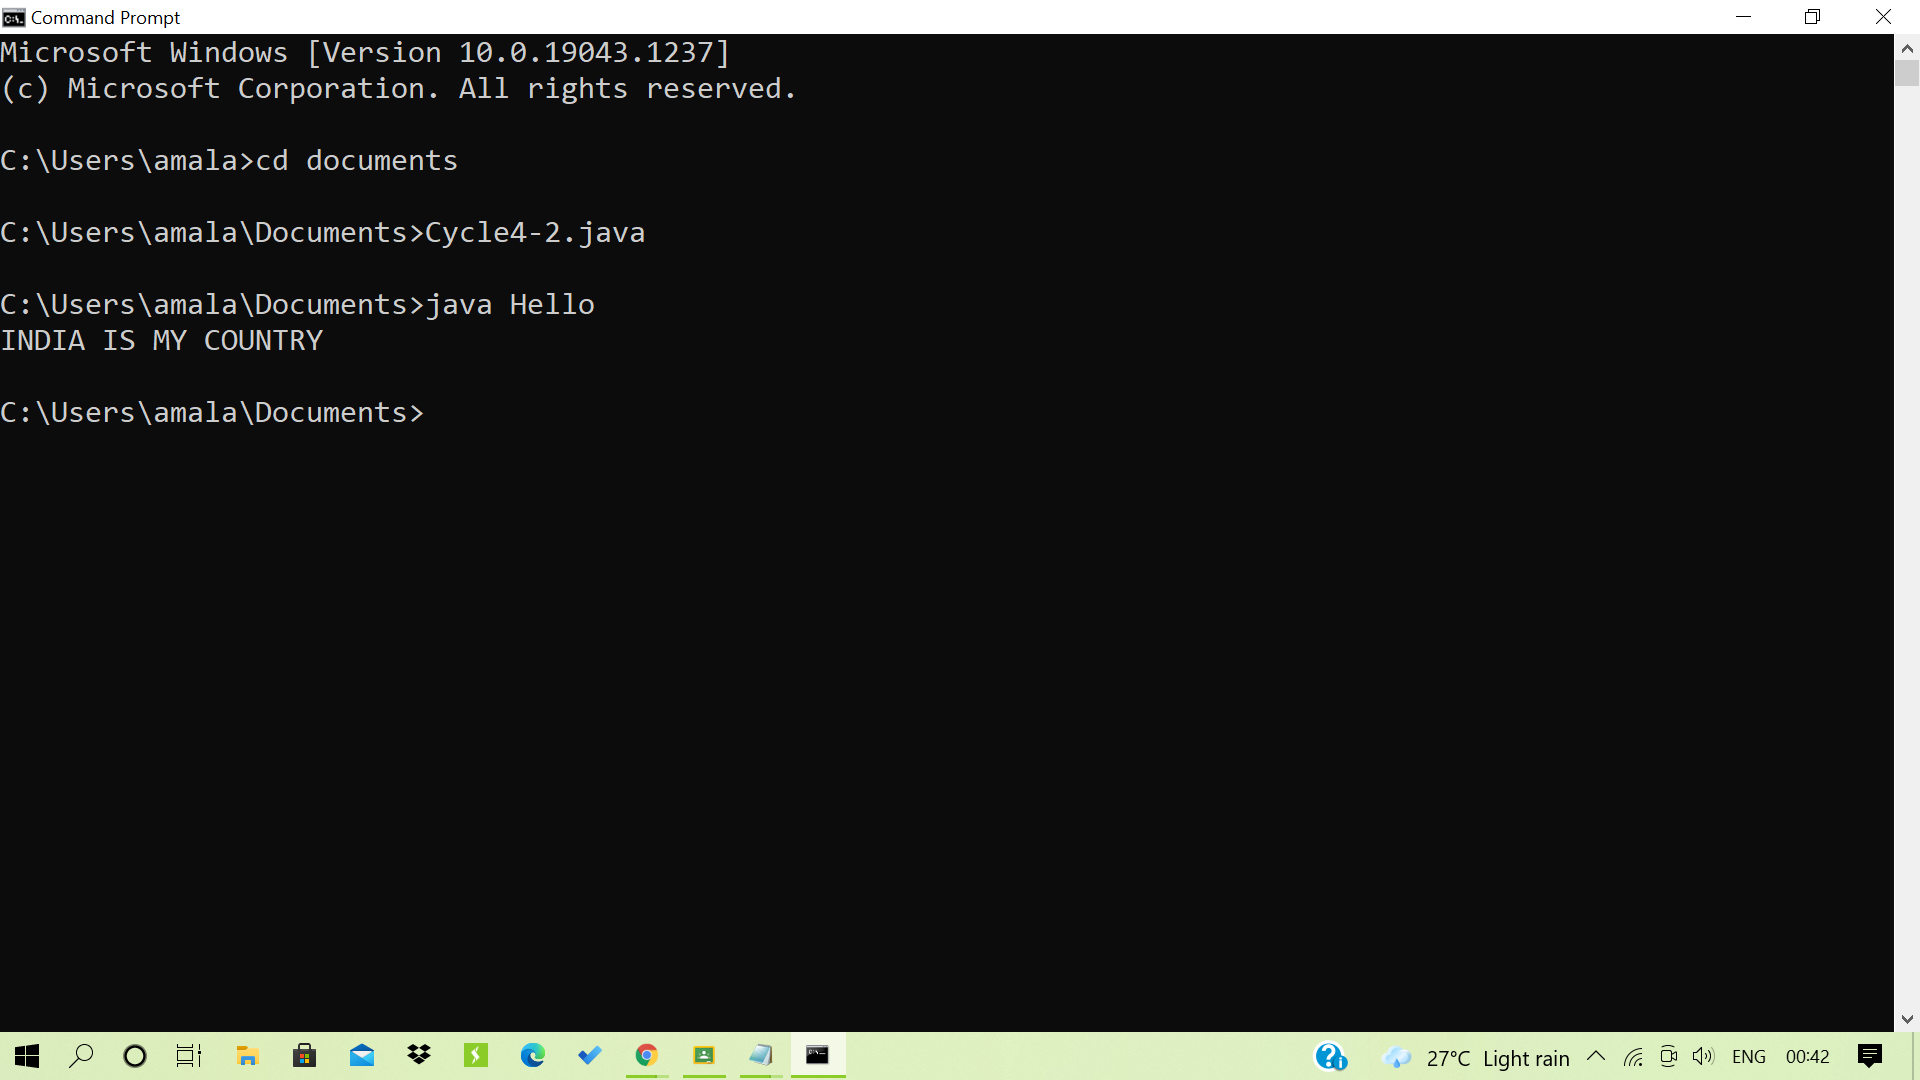 Command Prompt
Microsoft Windows [Version 10.0.19043.1237]
(c) Microsoft Corporation. All rights reserved.
C:\Users\amala>cd documents
C:\Users\amala\Documents>Cycle4-2.java
C:\Users\amala\Documents>java Hello
INDIA IS MY COUNTRY
C:\Users\amala\Documents>
27°C Light rain ENG 00:42